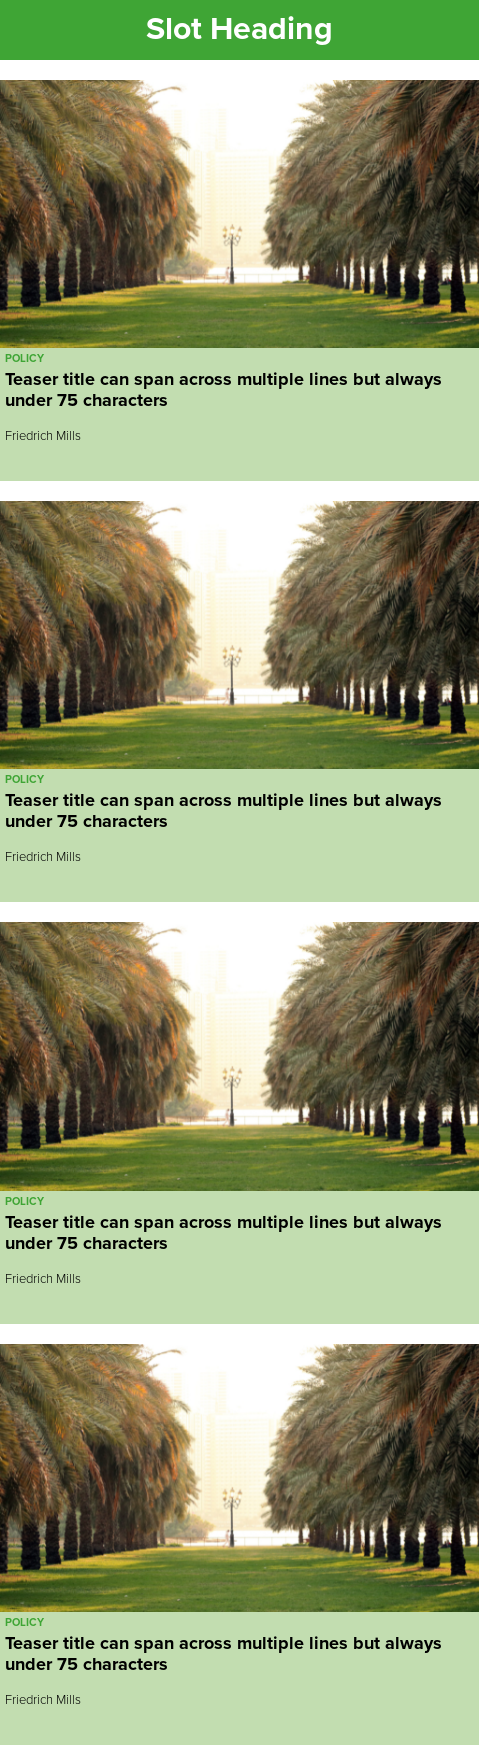 Slot Heading
POLICY
Teaser title can span across multiple lines but always
under 75 characters
Friedrich Mills
POLICY
Teaser title can span across multiple lines but always
under 75 characters
Friedrich Mills
POLICY
Teaser title can span across multiple lines but always
under 75 characters
Friedrich Mills
POLICY
Teaser title can span across multiple lines but always
under 75 characters
Friedrich Mills